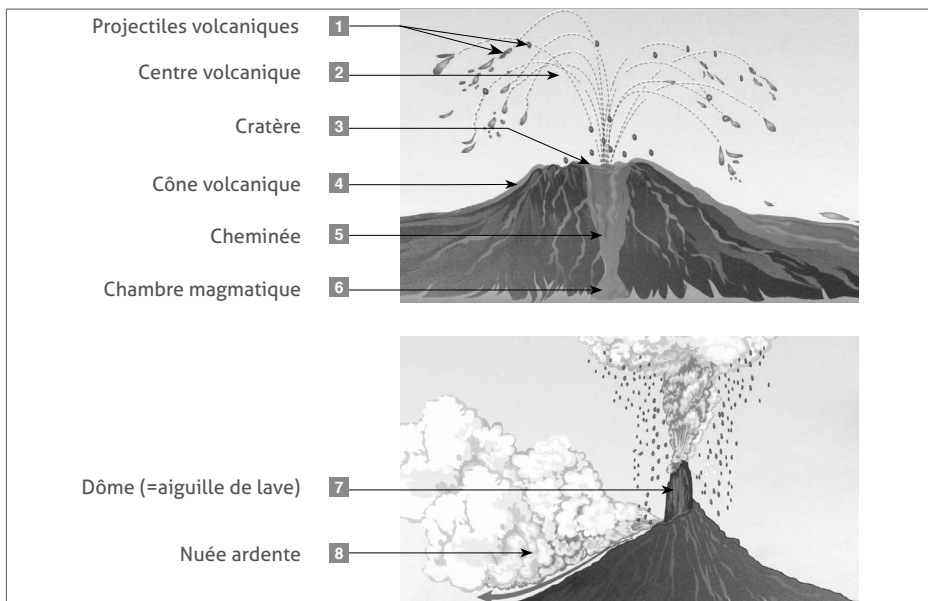 Projectiles volcaniques 1
Centre volcanique 2
Cratère 3
Cône volcanique 4
Cheminée 5
Chambre magmatique 6
Dôme (=aiguille de lave) 7
Nuée ardente 8